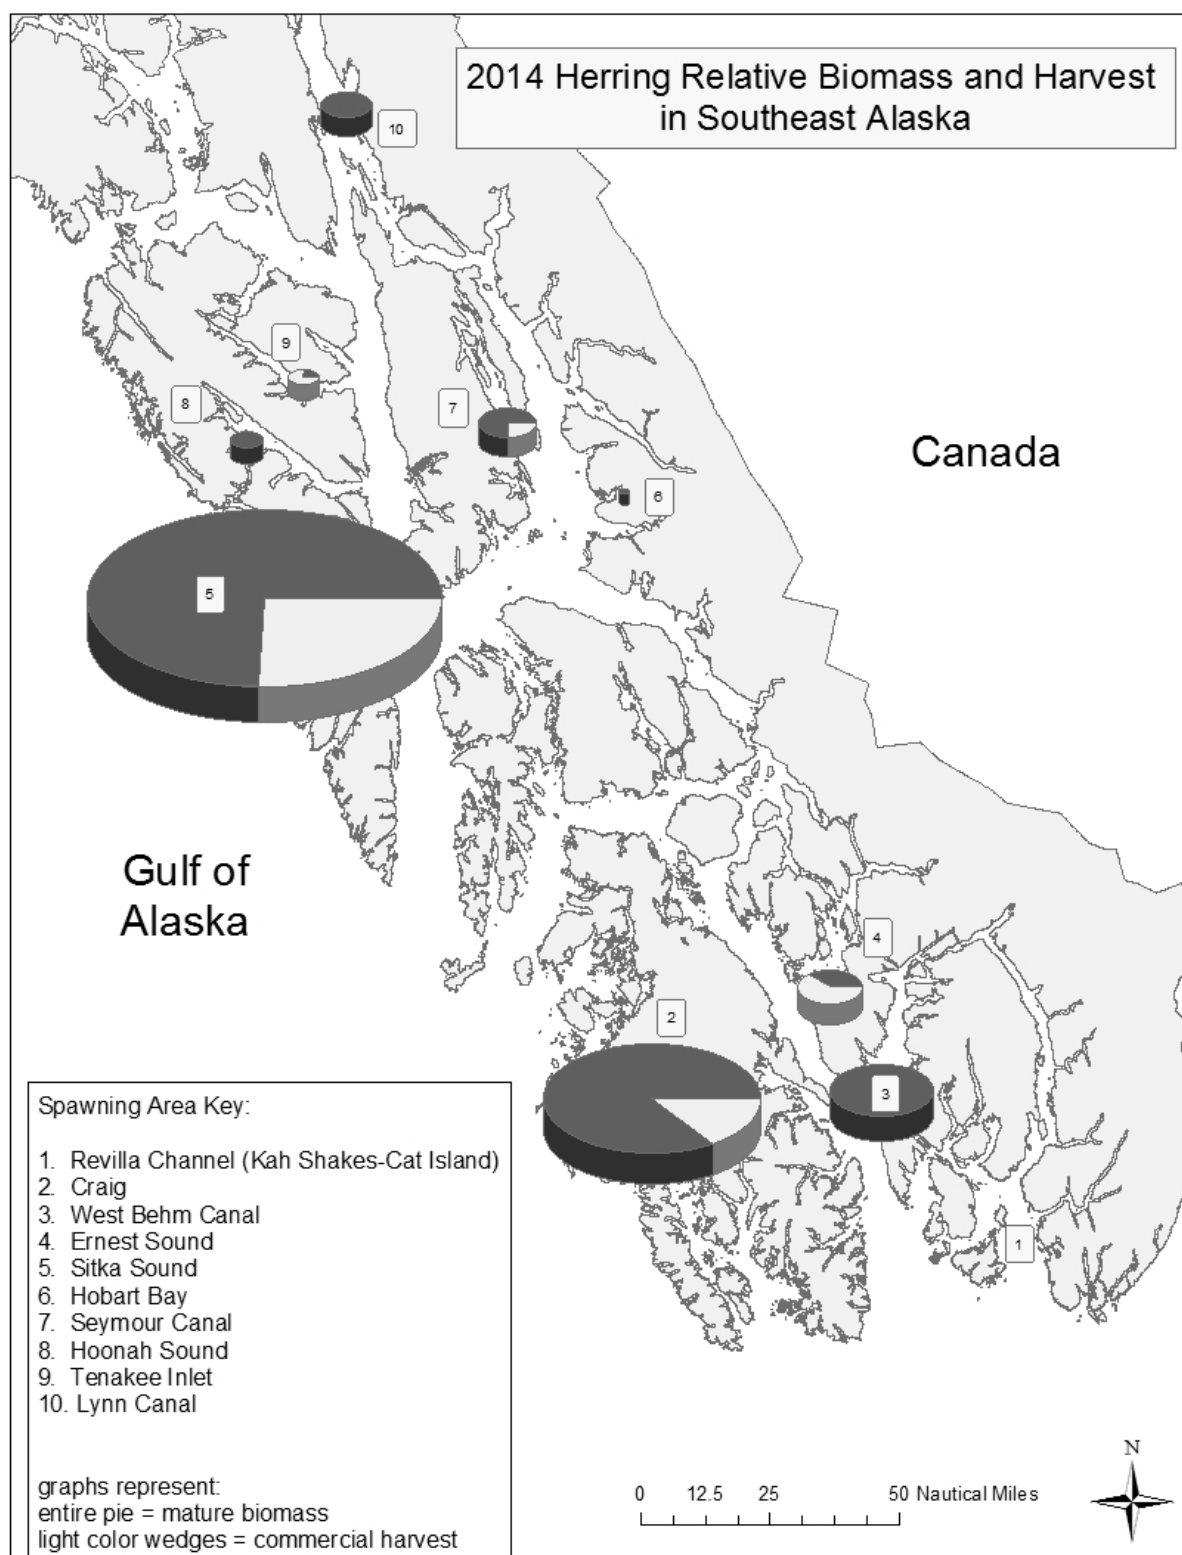 2014 Herring Relative Biomass and Harvest
in Southeast Alaska
10
9
8
7
Canada
6
5
Gulf of
Alaska
4
2
3
1
Spawning Area Key:
1. Revilla Channel (Kah Shakes-Cat Island)
2. Craig
3. West Behm Canal
4. Ernest Sound
5. Sitka Sound
6. Hobart Bay
7. Seymour Canal
8. Hoonah Sound
9. Tenakee Inlet
10. Lynn Canal
graphs represent:
entire pie = mature biomass
light color wedges = commercial harvest
0 12.5 25 50 Nautical Miles
N